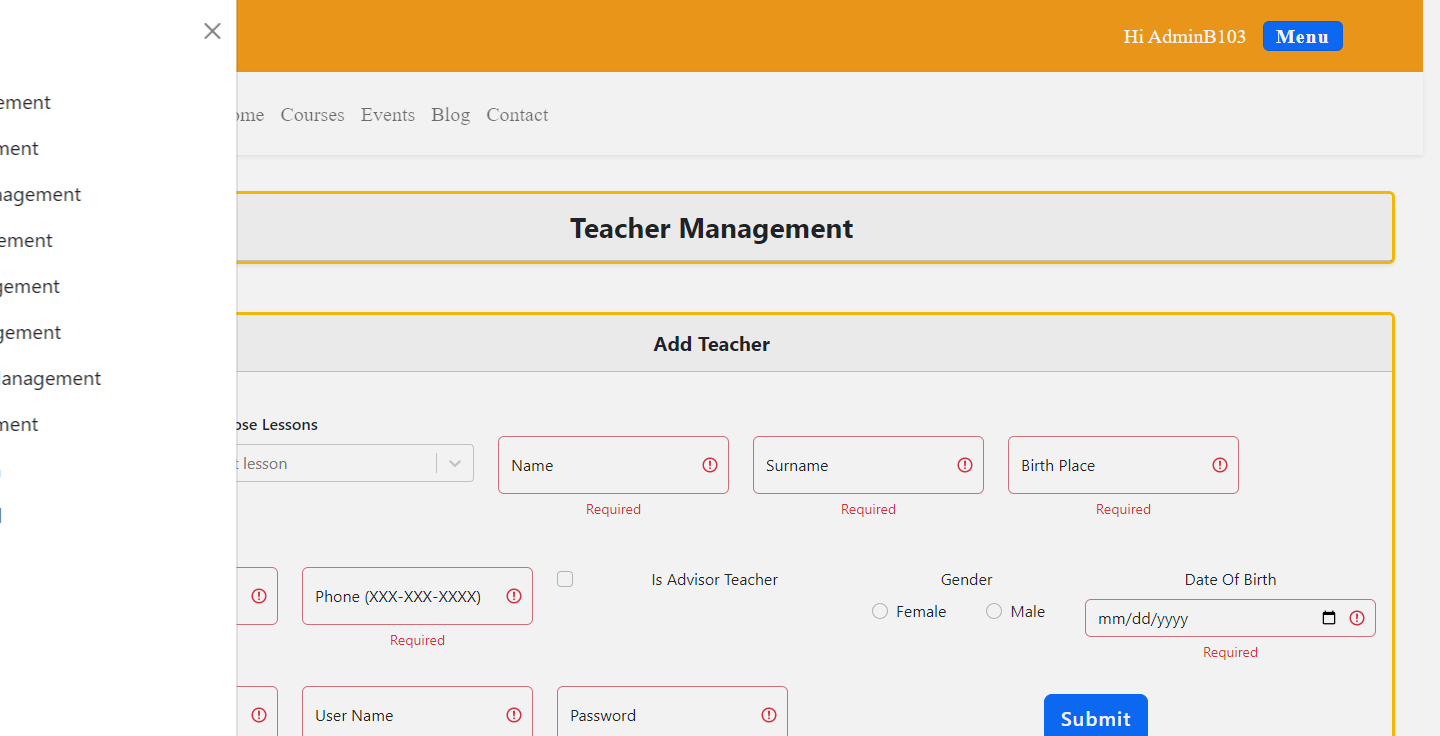 Hi AdminB103 Menu
ement
ment
nagement
ement
gement
gement
Management
ment
ome Courses Events Blog Contact
Teacher Management
Add Teacher
ose Lessons
t lesson
Name
Required
Surname
Required
Birth Place
Required
Phone (XXX-XXX-XXXX)
Required
Is Advisor Teacher
Gender
Female
Male
Date Of Birth
mm/dd/yyyy
Required
User Name
Password
Submit